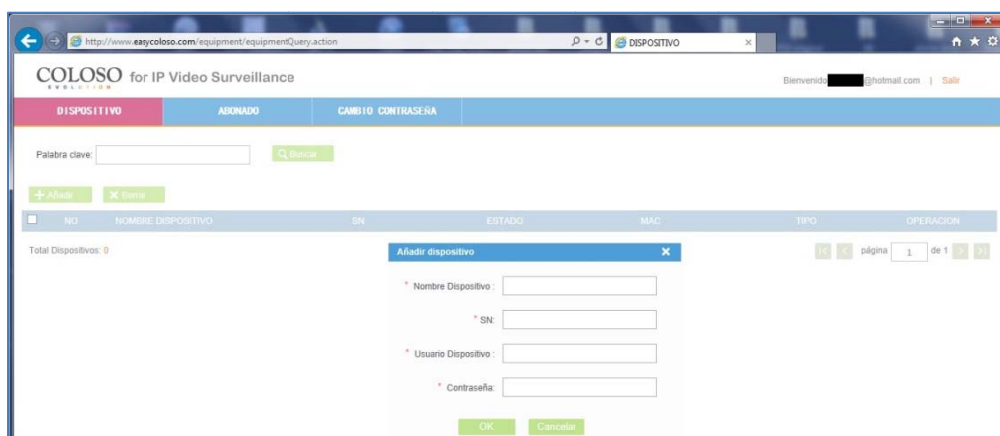 http://www.easycoloso.com/equipment/equipmentQuery.action
DISPOSITIVO
COLOSO for IP Video Surveillance
EVOLUTION
Bienvenido @hotmail.com | Salir
DISPOSITIVO ABONADO CAMBIO CONTRASEÑA
Palabra clave: Buscar
Añadir Borrar
NO NOMBRE DISPOSITIVO SN ESTADO MAC TIPO OPERACION
Total Dispositivos: 0 página 1 de 1
Añadir dispositivo
* Nombre Dispositivo :
* SN:
* Usuario Dispositivo :
* Contraseña:
OK Cancelar